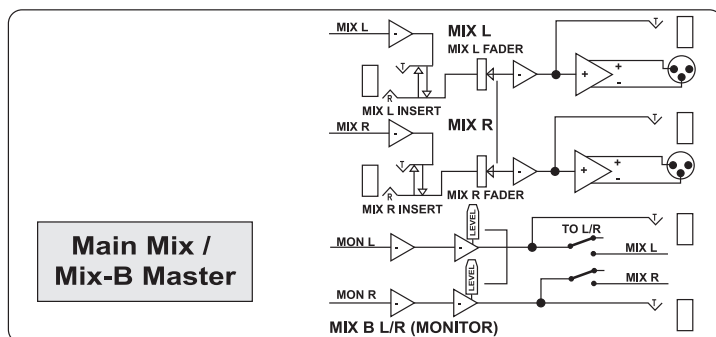 MIX L
MIX L
MIX L FADER
T
T
+
-
-
+
-
R
MIX L INSERT
MIX R
MIX R
T
T
-
-
+
+
-
R
MIX R FADER
MIX R INSERT
Main Mix /
Mix-B Master
LEVEL
TO L/R
T
MON L
-
-
MIX L
LEVEL
MIX R
MON R
-
-
T
MIX B L/R (MONITOR)